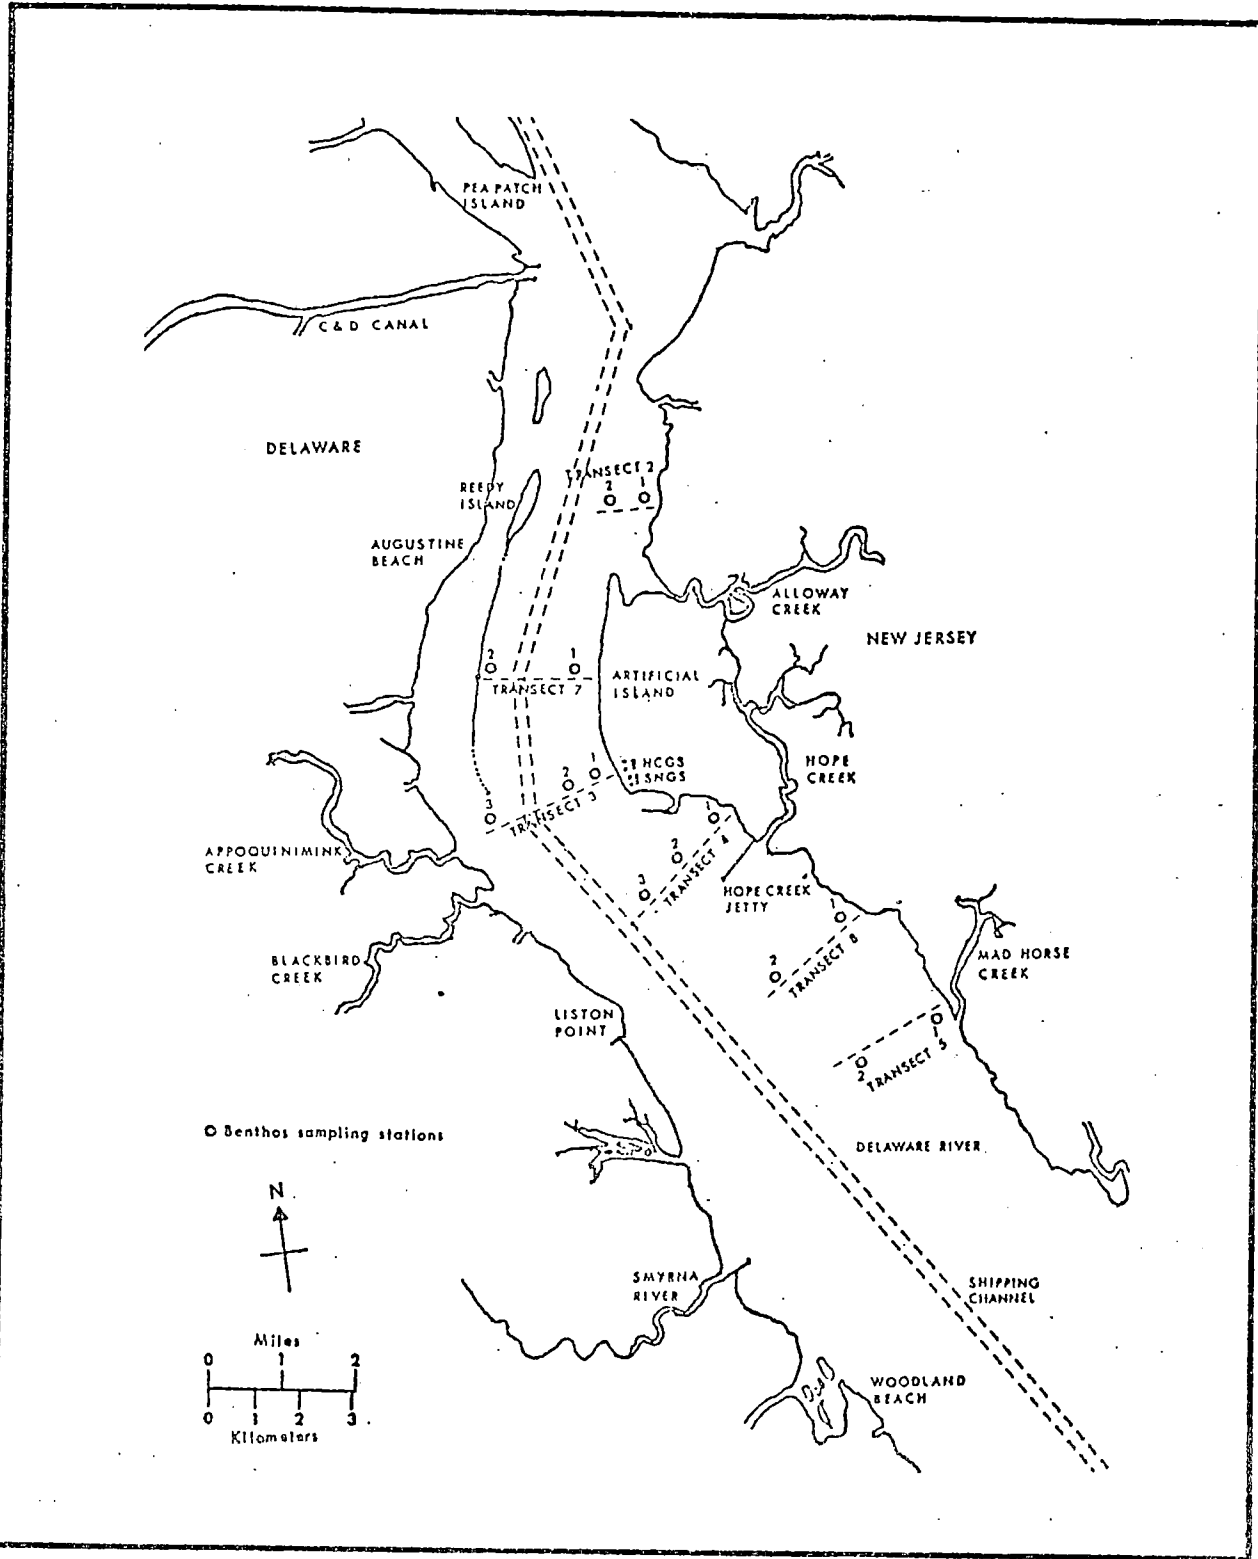 PEA PATCH
ISLAND
C & D CANAL
DELAWARE
TRANSECT 2
2
1
REEDY
ISLAND
AUGUSTINE
BEACH
ALLOWAY
CREEK
NEW JERSEY
2
1
TRANSECT 7
ARTIFICIAL
ISLAND
HCGS
SNGS
HOPE
CREEK
1
2
3
TRANSECT 3
1
2
3
TRANSECT 4
APPOQUINIMINK
CREEK
HOPE CREEK
JETTY
1
2
TRANSECT 8
BLACKBIRD
CREEK
MAD HORSE
CREEK
LISTON
POINT
1
2
TRANSECT 5
O Benthos sampling stations
DELAWARE RIVER
N
SMYRNA
RIVER
SHIPPING
CHANNEL
Miles
0 1 2
0 1 2 3
Kilometers
WOODLAND
BEACH